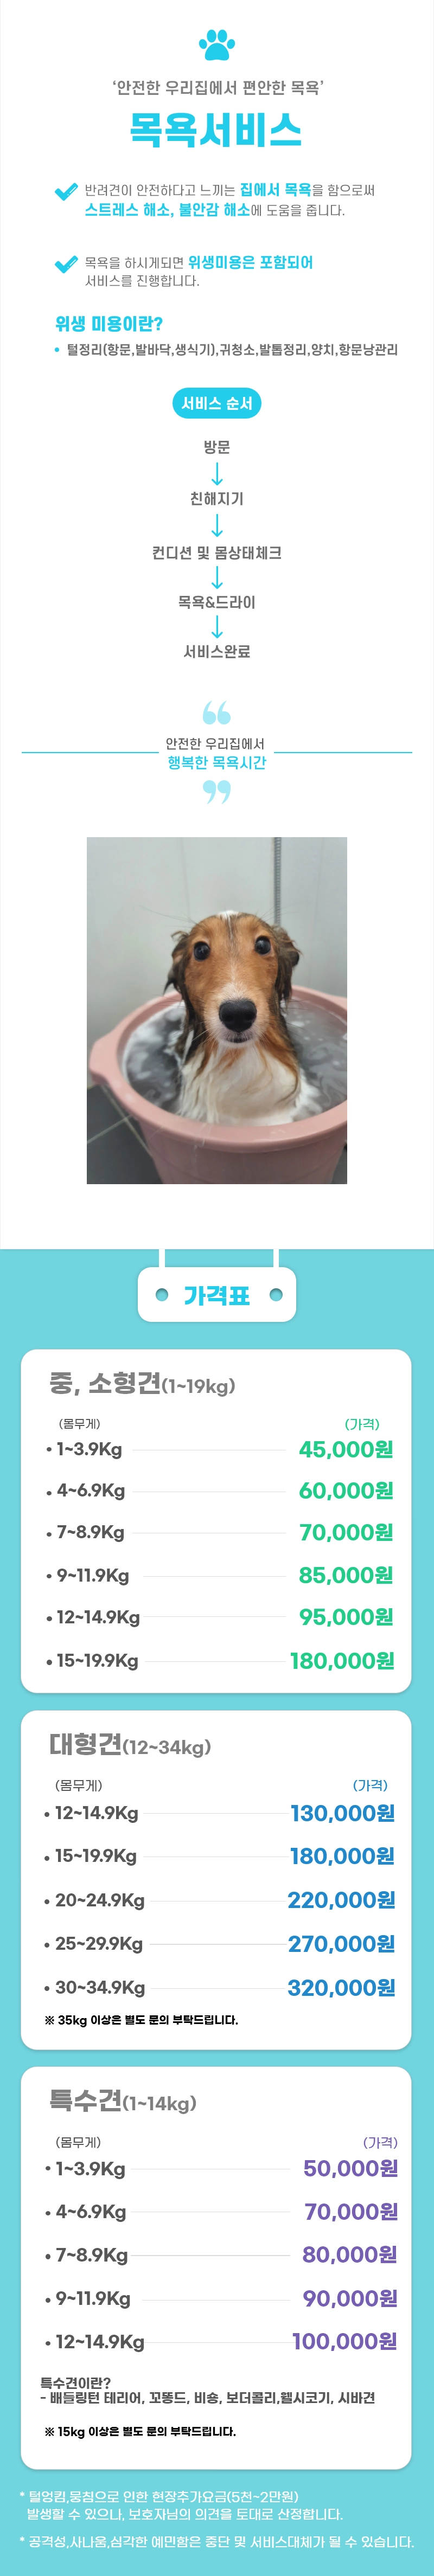 ‘안전한 우리집에서 편안한 목욕’
목욕서비스
반려견이 안전하다고 느끼는 집에서 목욕을 함으로써
스트레스 해소, 불안감 해소에 도움을 줍니다.
목욕을 하시게되면 위생미용은 포함되어
서비스를 진행합니다.
위생 미용이란?
• 털정리(항문,발바닥,생식기),귀청소,발톱정리,양치,항문낭관리
서비스 순서
방문
친해지기
컨디션 및 몸상태체크
목욕&드라이
서비스완료
“
안전한 우리집에서
행복한 목욕시간
”
가격표
중, 소형견(1~19kg)
(몸무게) (가격)
• 1~3.9Kg 45,000원
• 4~6.9Kg 60,000원
• 7~8.9Kg 70,000원
• 9~11.9Kg 85,000원
• 12~14.9Kg 95,000원
• 15~19.9Kg 180,000원
대형견(12~34kg)
(몸무게) (가격)
• 12~14.9Kg 130,000원
• 15~19.9Kg 180,000원
• 20~24.9Kg 220,000원
• 25~29.9Kg 270,000원
• 30~34.9Kg 320,000원
※ 35kg 이상은 별도 문의 부탁드립니다.
특수견(1~14kg)
(몸무게) (가격)
• 1~3.9Kg 50,000원
• 4~6.9Kg 70,000원
• 7~8.9Kg 80,000원
• 9~11.9Kg 90,000원
• 12~14.9Kg 100,000원
특수견이란?
- 배들링턴 테리어, 꼬똥드, 비숑, 보더콜리,웰시코기, 시바견
※ 15kg 이상은 별도 문의 부탁드립니다.
* 털엉킴,뭉침으로 인한 현장추가요금(5천~2만원)
발생할 수 있으나, 보호자님의 의견을 토대로 산정합니다.
* 공격성,사나움,심각한 예민함은 중단 및 서비스대체가 될 수 있습니다.